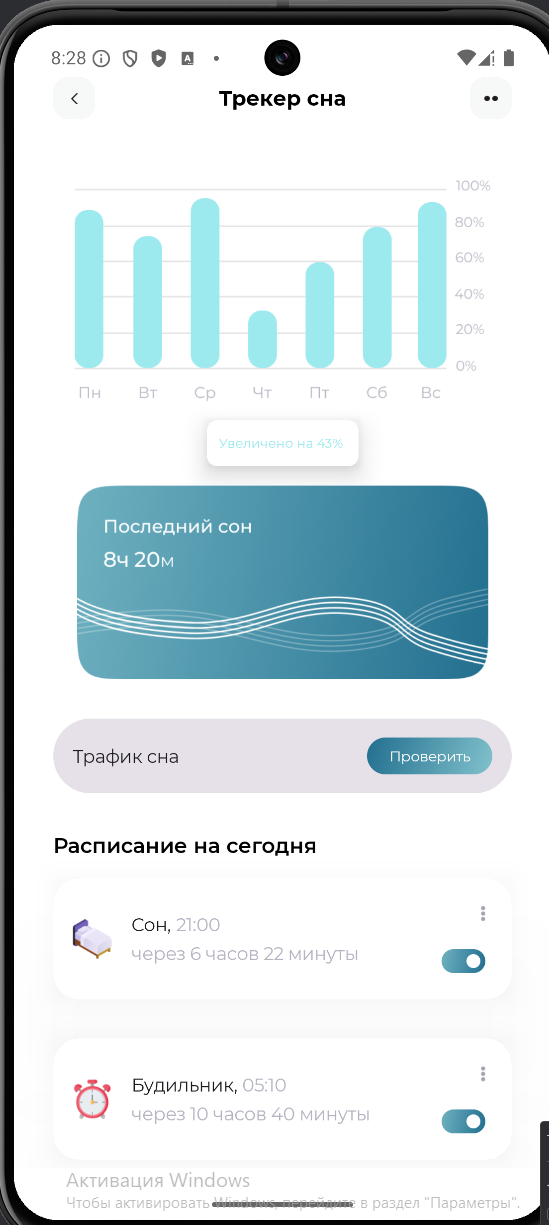 8:28
Трекер сна
100%
80%
60%
40%
20%
0%
Пн Вт Ср Чт Пт Сб Вс
Увеличено на 43%
Последний сон
8ч 20м
Трафик сна
Проверить
Расписание на сегодня
Сон, 21:00
через 6 часов 22 минуты
Будильник, 05:10
через 10 часов 40 минуты
Активация Windows
Чтобы активировать Windows, перейдите в раздел "Параметры".